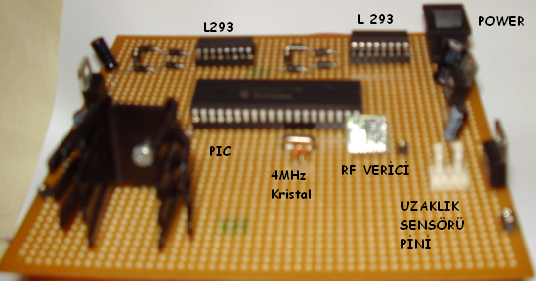 L293
L 293
POWER
PIC
4MHz
Kristal
RF VERİCİ
UZAKLIK
SENSÖRÜ
PİNİ